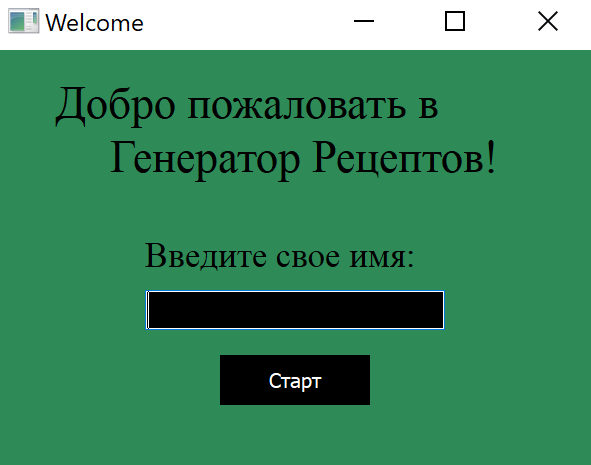 Welcome
Добро пожаловать в
Генератор Рецептов!
Введите свое имя:
Старт